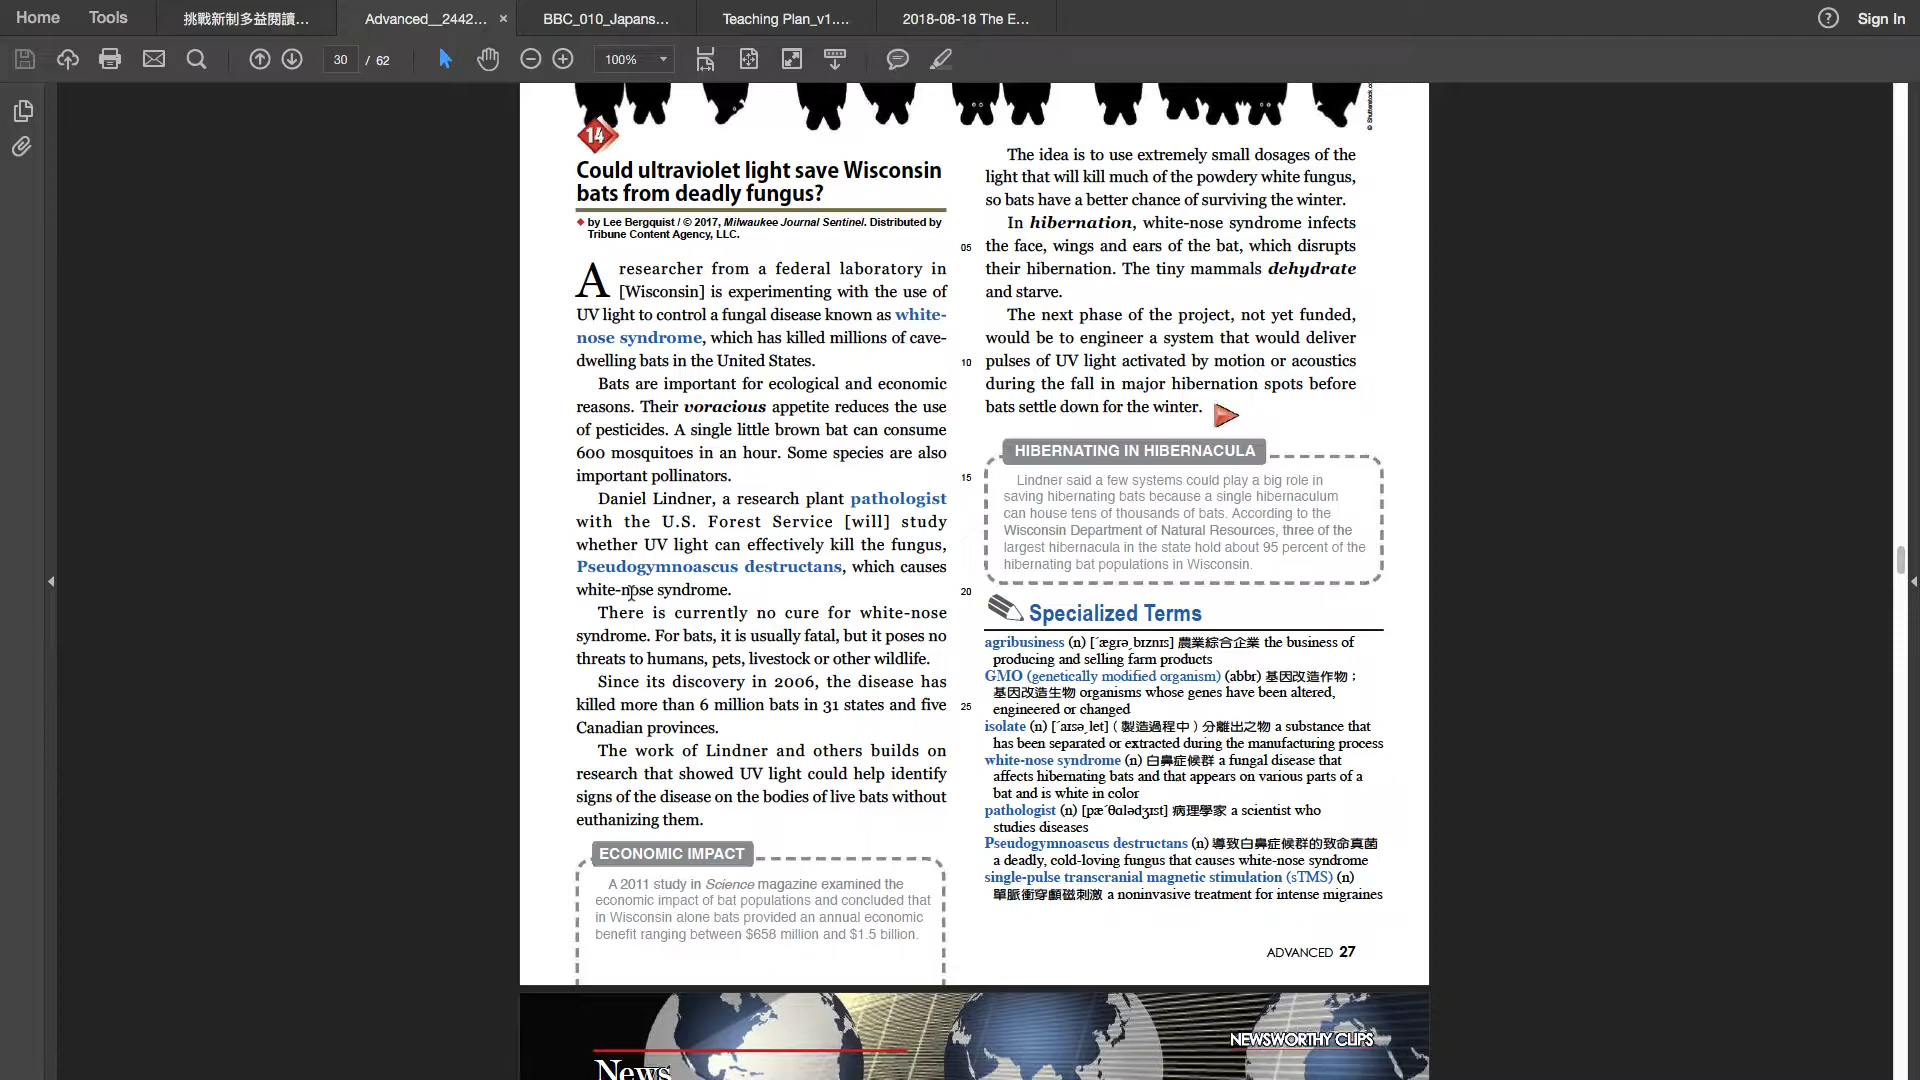 Home
Tools
挑戰新制多益閱讀...
Advanced__2442...
×
BBC_010_Japans...
Teaching Plan_v1....
2018-08-18 The E...
?
Sign In
30
/ 62
100%
14
Could ultraviolet light save Wisconsin
bats from deadly fungus?
by Lee Bergquist / © 2017, Milwaukee Journal Sentinel. Distributed by
Tribune Content Agency, LLC.
A researcher from a federal laboratory in
[Wisconsin] is experimenting with the use of
UV light to control a fungal disease known as white-
nose syndrome, which has killed millions of cave-
dwelling bats in the United States.
Bats are important for ecological and economic
reasons. Their voracious appetite reduces the use
of pesticides. A single little brown bat can consume
600 mosquitoes in an hour. Some species are also
important pollinators.
Daniel Lindner, a research plant pathologist
with the U.S. Forest Service [will] study
whether UV light can effectively kill the fungus,
Pseudogymnoascus destructans, which causes
white-nose syndrome.
There is currently no cure for white-nose
syndrome. For bats, it is usually fatal, but it poses no
threats to humans, pets, livestock or other wildlife.
Since its discovery in 2006, the disease has
killed more than 6 million bats in 31 states and five
Canadian provinces.
The work of Lindner and others builds on
research that showed UV light could help identify
signs of the disease on the bodies of live bats without
euthanizing them.
ECONOMIC IMPACT
A 2011 study in Science magazine examined the
economic impact of bat populations and concluded that
in Wisconsin alone bats provided an annual economic
benefit ranging between $658 million and $1.5 billion.
05
10
15
20
25
© Shutterstock.co
The idea is to use extremely small dosages of the
light that will kill much of the powdery white fungus,
so bats have a better chance of surviving the winter.
In hibernation, white-nose syndrome infects
the face, wings and ears of the bat, which disrupts
their hibernation. The tiny mammals dehydrate
and starve.
The next phase of the project, not yet funded,
would be to engineer a system that would deliver
pulses of UV light activated by motion or acoustics
during the fall in major hibernation spots before
bats settle down for the winter.
HIBERNATING IN HIBERNACULA
Lindner said a few systems could play a big role in
saving hibernating bats because a single hibernaculum
can house tens of thousands of bats. According to the
Wisconsin Department of Natural Resources, three of the
largest hibernacula in the state hold about 95 percent of the
hibernating bat populations in Wisconsin.
Specialized Terms
agribusiness (n) [ˊægrəˏbɪznɪs] 農業綜合企業 the business of
producing and selling farm products
GMO (genetically modified organism) (abbr) 基因改造作物；
基因改造生物 organisms whose genes have been altered,
engineered or changed
isolate (n) [ˊaɪsəˏlet]（製造過程中）分離出之物 a substance that
has been separated or extracted during the manufacturing process
white-nose syndrome (n) 白鼻症候群 a fungal disease that
affects hibernating bats and that appears on various parts of a
bat and is white in color
pathologist (n) [pæˊθɑlədʒɪst] 病理學家 a scientist who
studies diseases
Pseudogymnoascus destructans (n) 導致白鼻症候群的致命真菌
a deadly, cold-loving fungus that causes white-nose syndrome
single-pulse transcranial magnetic stimulation (sTMS) (n)
單脈衝穿顱磁刺激 a noninvasive treatment for intense migraines
ADVANCED 27
NEWSWORTHY CLIPS
News